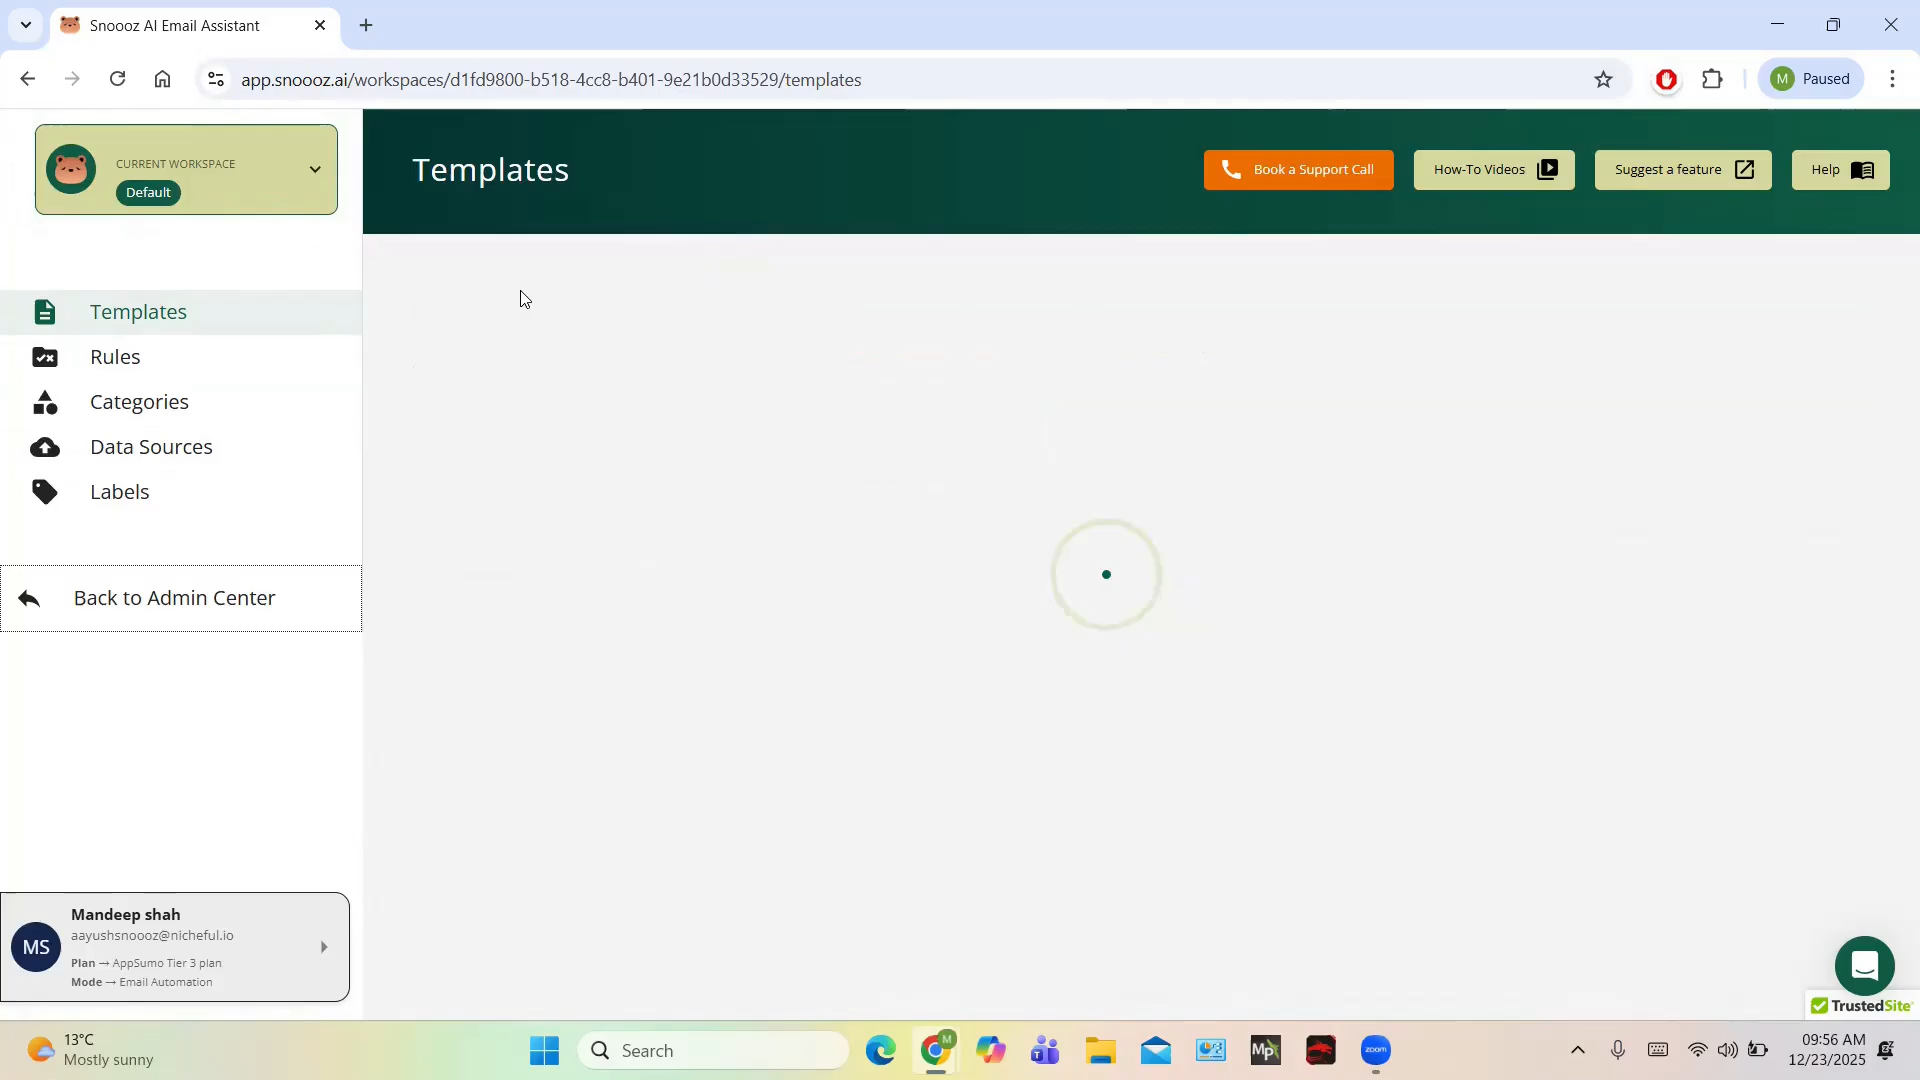 Snoooz AI Email Assistant
app.snoooz.ai/workspaces/d1fd9800-b518-4cc8-b401-9e21b0d33529/templates
M Paused
CURRENT WORKSPACE
Default
Templates
Book a Support Call
How-To Videos
Suggest a feature
Help
Templates
Rules
Categories
Data Sources
Labels
Back to Admin Center
MS
Mandeep shah
aayushsnoooz@nicheful.io
Plan → AppSumo Tier 3 plan
Mode → Email Automation
TrustedSite
13°C
Mostly sunny
Search
M
T
Mp
zoom
09:56 AM
12/23/2025